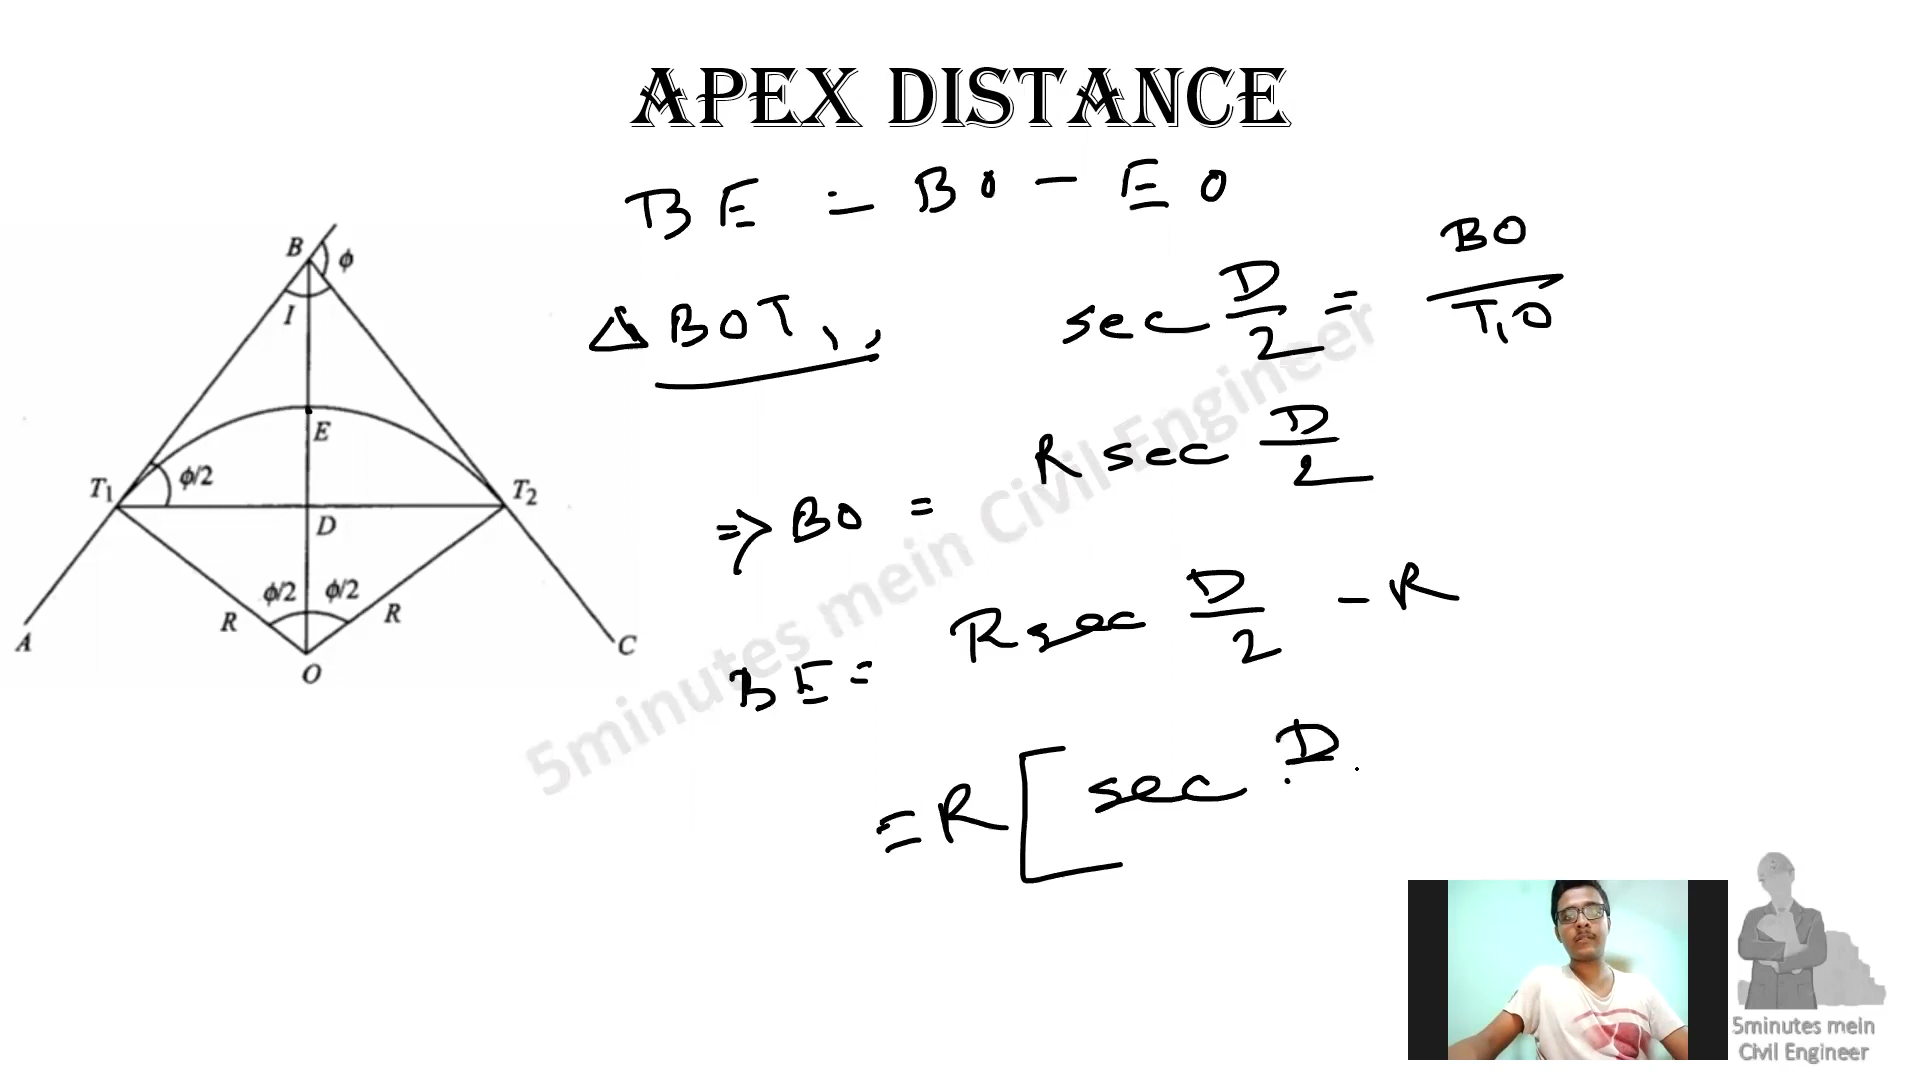 APEX DISTANCE
BE = BO - EO
Δ BOT₁, sec D/2 = BO/T₁O
⇒ BO = R sec D/2
BE = R sec D/2 - R
= R [ sec D
B
ϕ
I
E
T₁
ϕ/2
T₂
D
ϕ/2 ϕ/2
R
R
A
C
O
5minutes mein Civil Engineer
5minutes mein
Civil Engineer